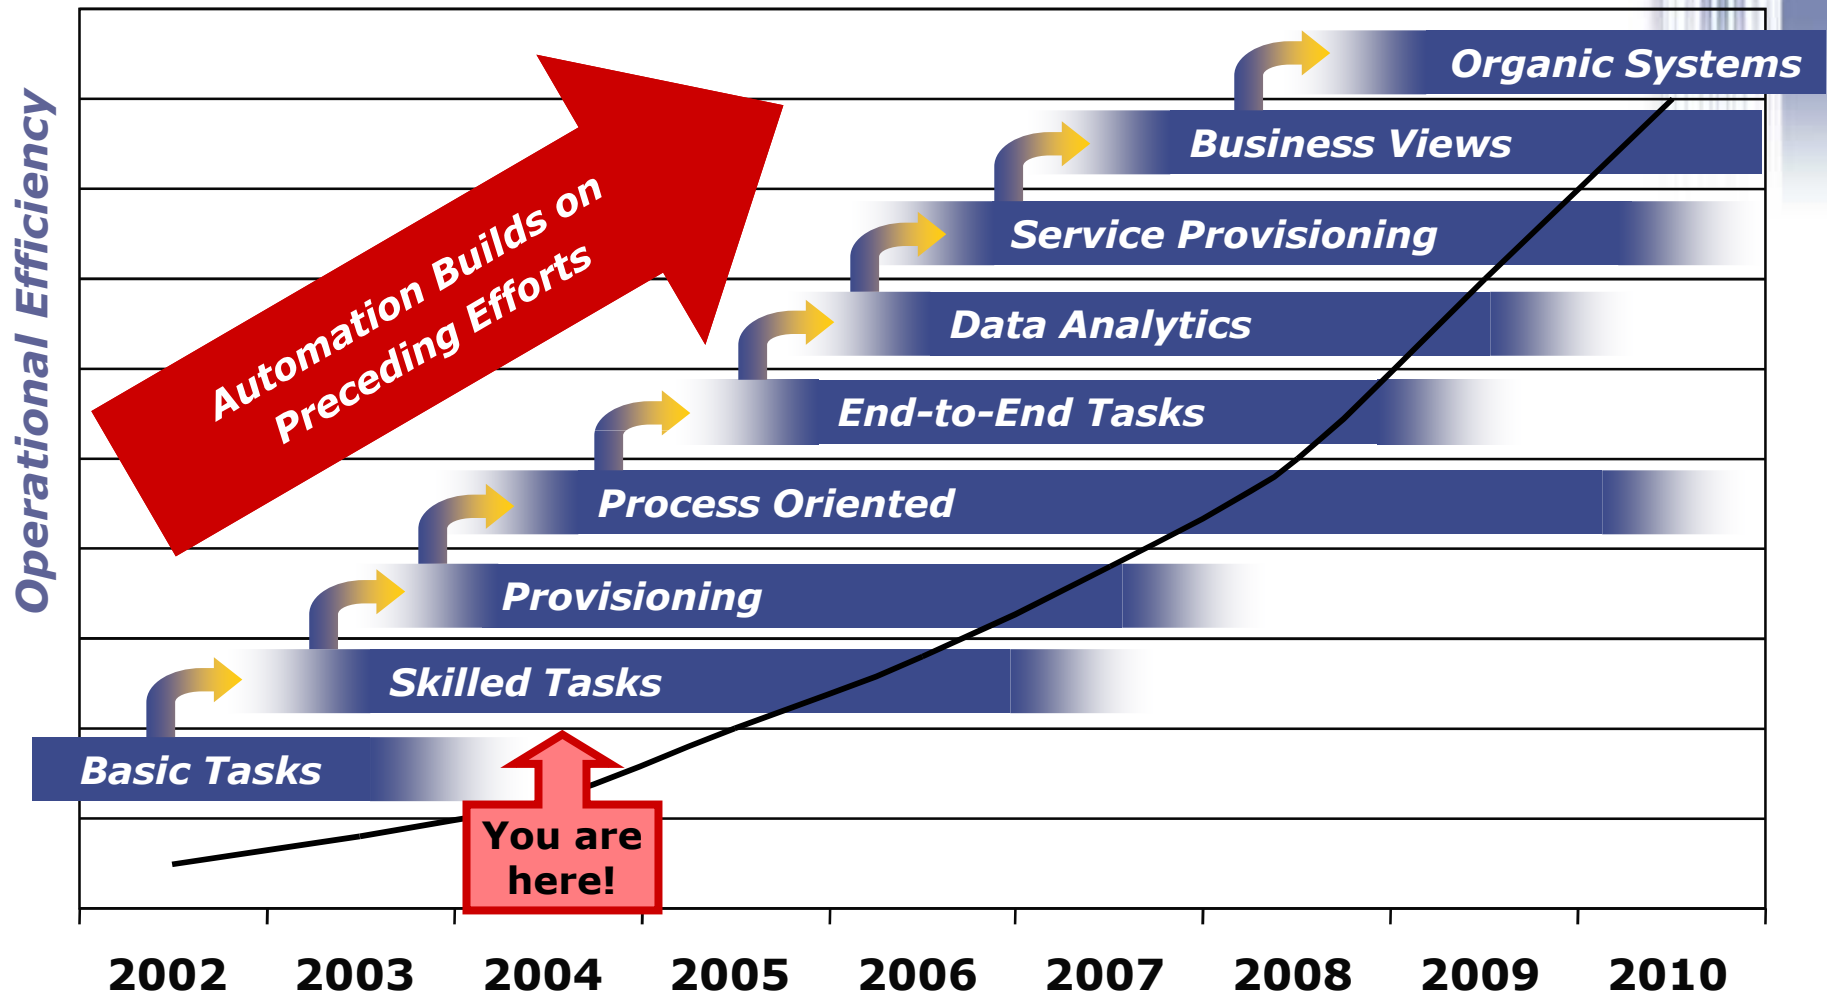 Operational Efficiency
Automation Builds on
Preceding Efforts
Organic Systems
Business Views
Service Provisioning
Data Analytics
End-to-End Tasks
Process Oriented
Provisioning
Skilled Tasks
Basic Tasks
You are
here!
2002 2003 2004 2005 2006 2007 2008 2009 2010